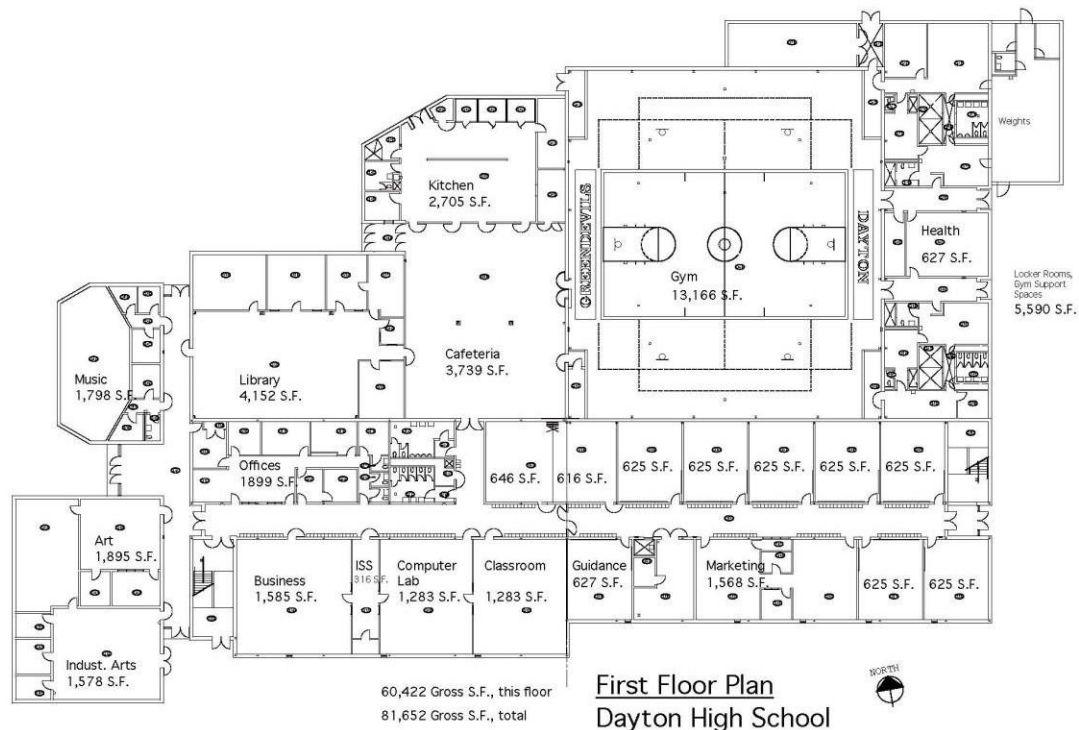 Weights
Kitchen
2,705 S.F.
GREENDEVILS
DAYTON
Health
627 S.F.
Gym
13,166 S.F.
Locker Rooms,
Gym Support
Spaces
5,590 S.F.
Music
1,798 S.F.
Library
4,152 S.F.
Cafeteria
3,739 S.F.
Offices
1899 S.F.
646 S.F.
616 S.F.
625 S.F.
625 S.F.
625 S.F.
625 S.F.
625 S.F.
Art
1,895 S.F.
Business
1,585 S.F.
ISS
316 S.F.
Computer
Lab
1,283 S.F.
Classroom
1,283 S.F.
Guidance
627 S.F.
Marketing
1,568 S.F.
625 S.F.
625 S.F.
Indust. Arts
1,578 S.F.
60,422 Gross S.F., this floor
81,652 Gross S.F., total
First Floor Plan
Dayton High School
NORTH